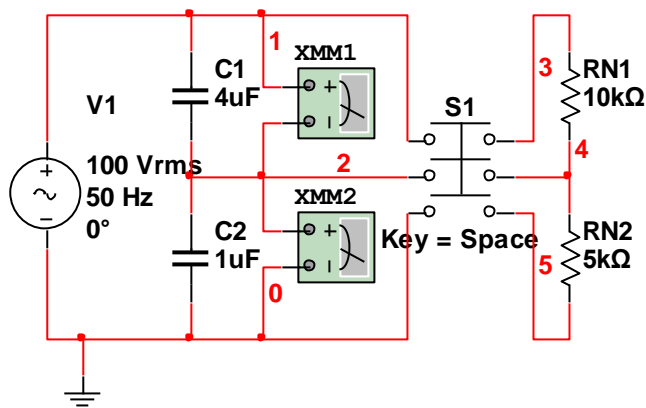 1
XMM1
3
C1
4uF
V1
S1
RN1
10kΩ
4
2
100 Vrms
50 Hz
0°
XMM2
C2
1uF
Key = Space
RN2
5kΩ
5
0